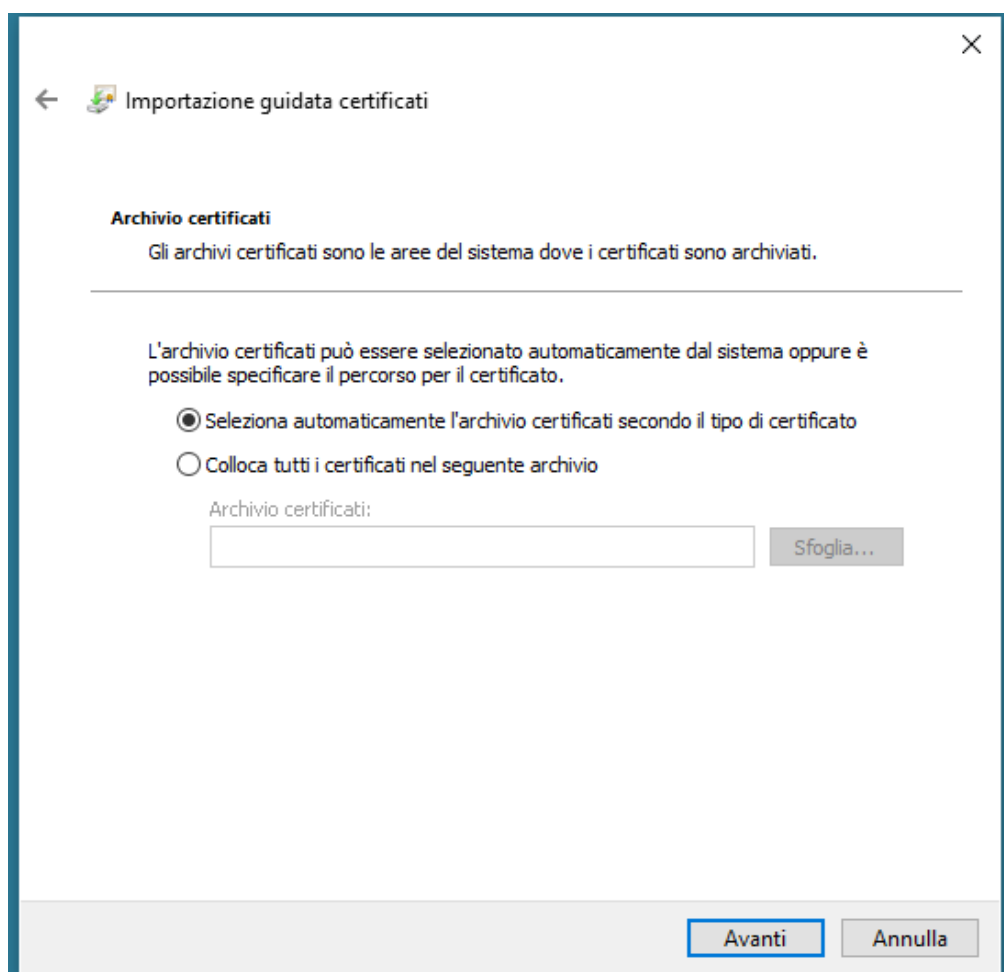 Importazione guidata certificati
Archivio certificati
Gli archivi certificati sono le aree del sistema dove i certificati sono archiviati.
L'archivio certificati può essere selezionato automaticamente dal sistema oppure è
possibile specificare il percorso per il certificato.
Seleziona automaticamente l'archivio certificati secondo il tipo di certificato
Colloca tutti i certificati nel seguente archivio
Archivio certificati:
Sfoglia...
Avanti
Annulla